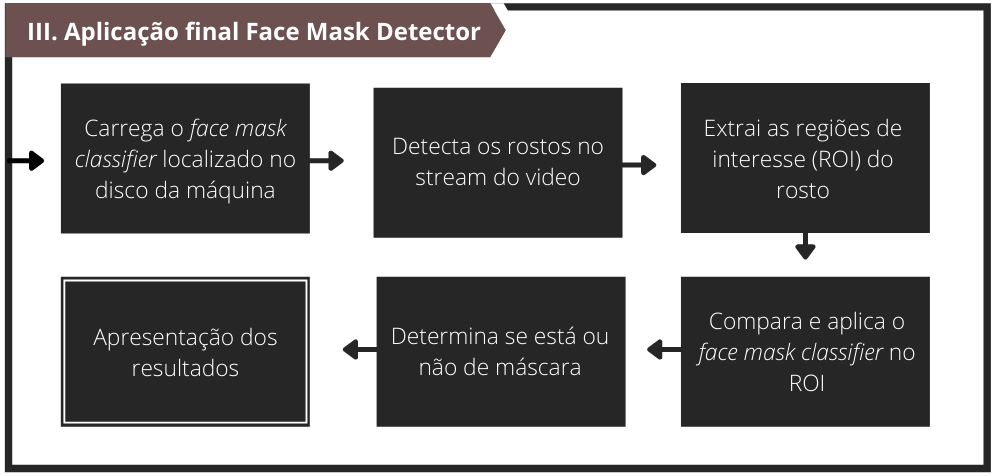 III. Aplicação final Face Mask Detector
Carrega o face mask
classifier localizado no
disco da máquina
Detecta os rostos no
stream do video
Extrai as regiões de
interesse (ROI) do
rosto
Compara e aplica o
face mask classifier no
ROI
Determina se está ou
não de máscara
Apresentação dos
resultados